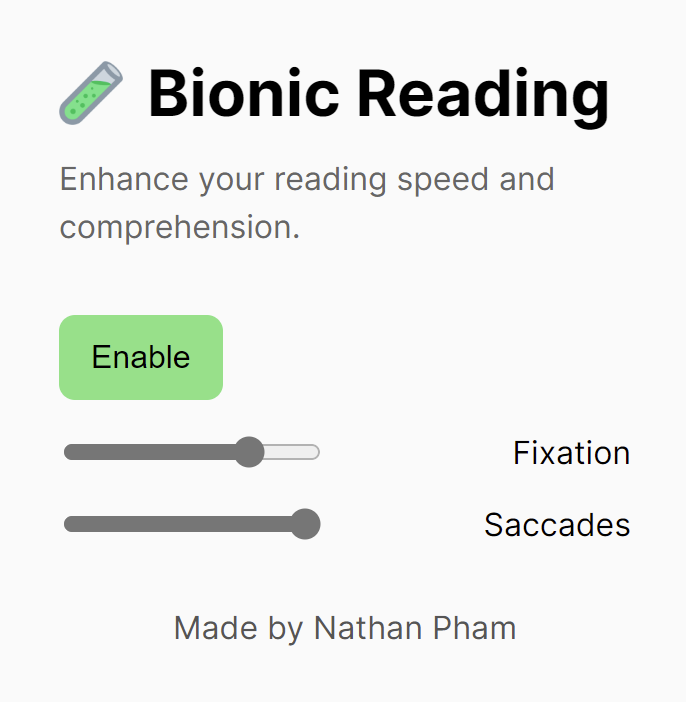 Bionic Reading
Enhance your reading speed and
comprehension.
Enable
Fixation
Saccades
Made by Nathan Pham